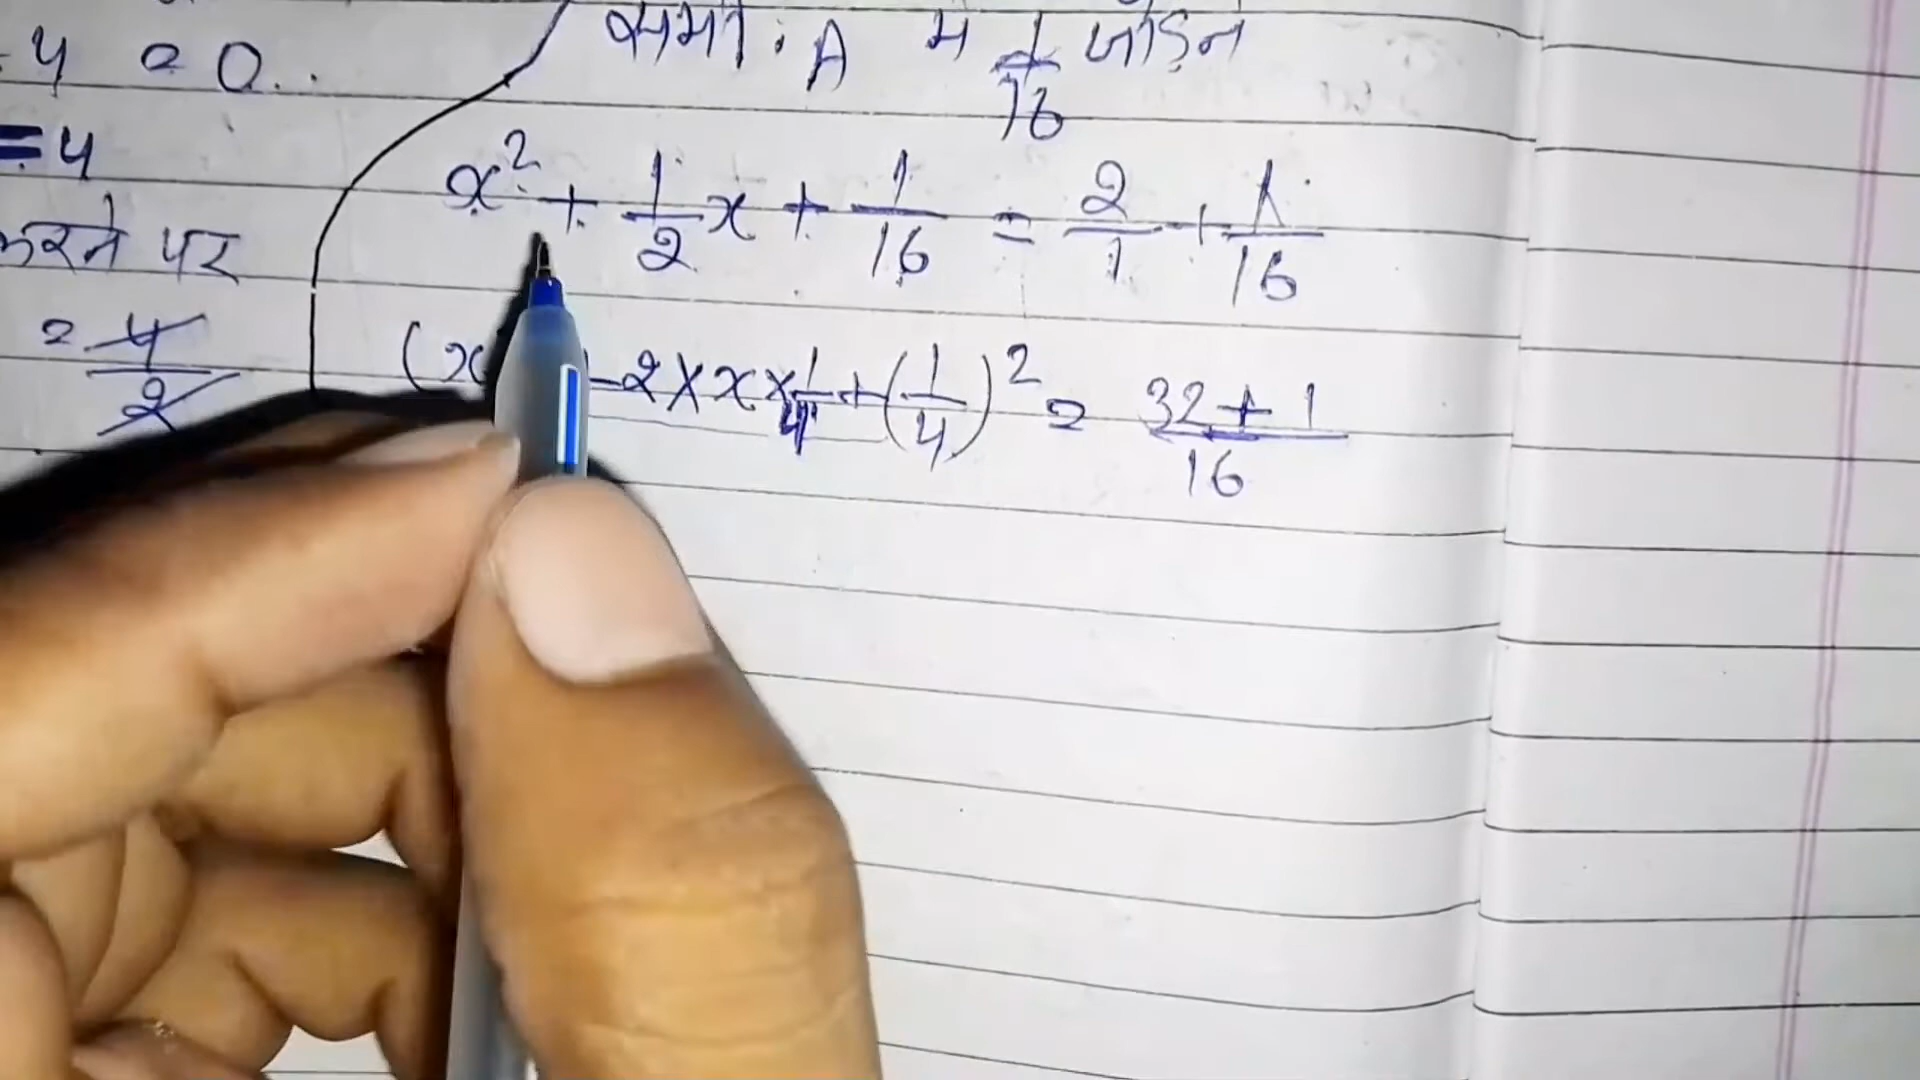 4 = 0
= 4
करने पर
= 4/2
समी: A में 1/16 जोड़ने
x² + 1/2 x + 1/16 = 2/1 + 1/16
(x 2 × x × 1/4 + (1/4)² = 32 + 1/16